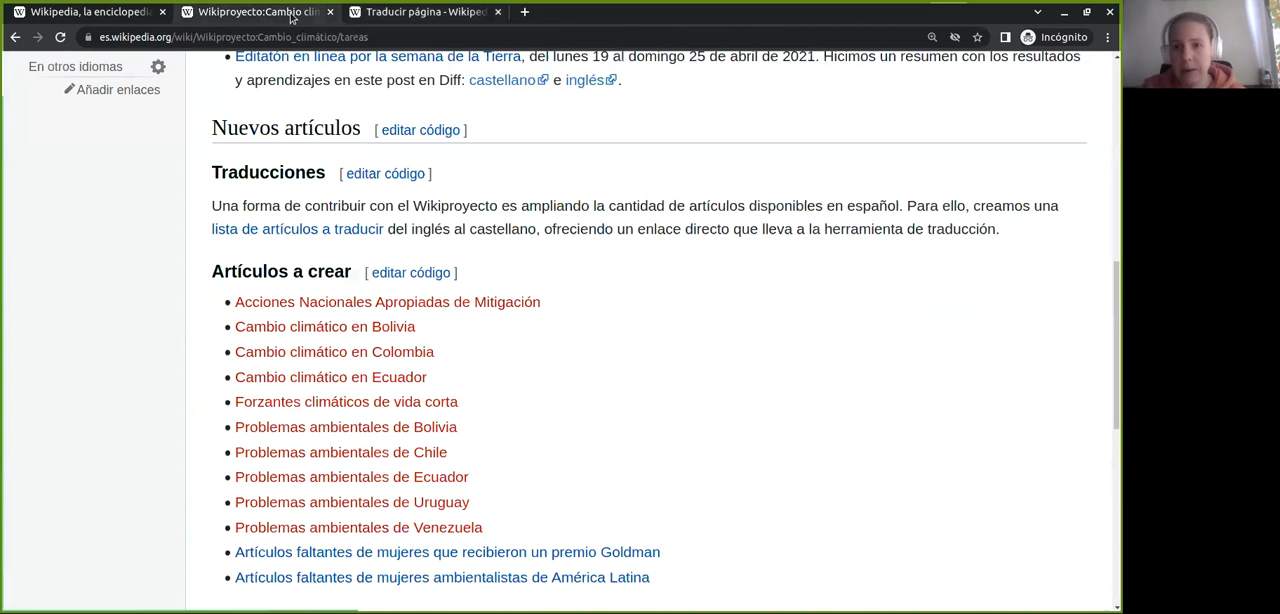 Wikipedia, la enciclopedi
Wikiproyecto:Cambio clim
Traducir página - Wikiped
es.wikipedia.org/wiki/Wikiproyecto:Cambio_climático/tareas
Incógnito
En otros idiomas
Añadir enlaces
• Editatón en línea por la semana de la Tierra, del lunes 19 al domingo 25 de abril de 2021. Hicimos un resumen con los resultados
y aprendizajes en este post en Diff: castellano e inglés.
Nuevos artículos [ editar código ]
Traducciones [ editar código ]
Una forma de contribuir con el Wikiproyecto es ampliando la cantidad de artículos disponibles en español. Para ello, creamos una
lista de artículos a traducir del inglés al castellano, ofreciendo un enlace directo que lleva a la herramienta de traducción.
Artículos a crear [ editar código ]
• Acciones Nacionales Apropiadas de Mitigación
• Cambio climático en Bolivia
• Cambio climático en Colombia
• Cambio climático en Ecuador
• Forzantes climáticos de vida corta
• Problemas ambientales de Bolivia
• Problemas ambientales de Chile
• Problemas ambientales de Ecuador
• Problemas ambientales de Uruguay
• Problemas ambientales de Venezuela
• Artículos faltantes de mujeres que recibieron un premio Goldman
• Artículos faltantes de mujeres ambientalistas de América Latina